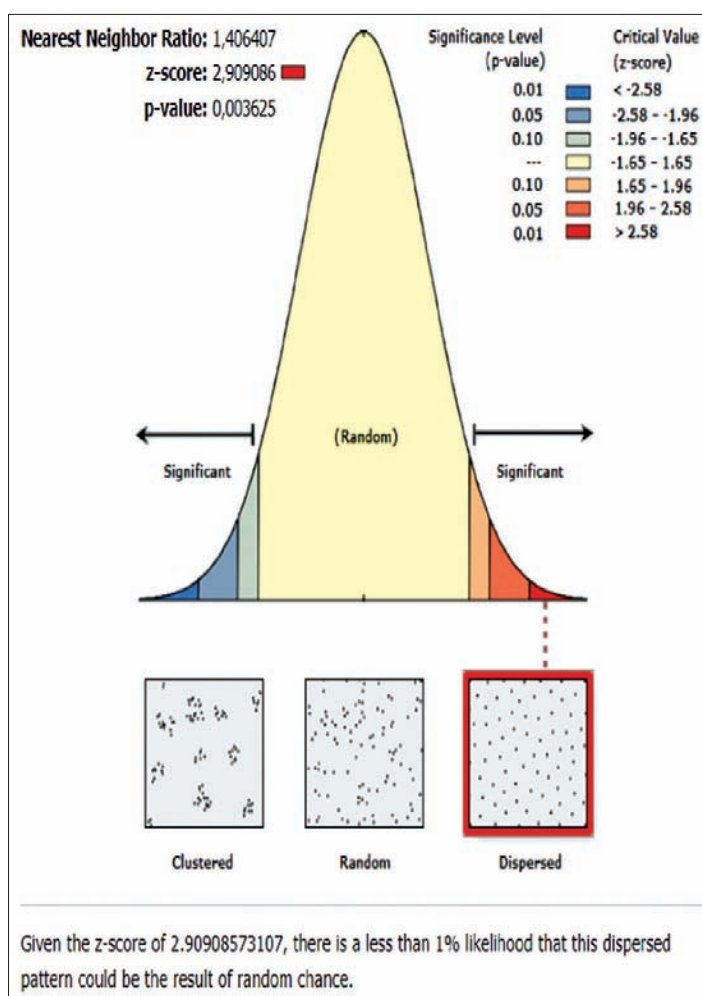 Nearest Neighbor Ratio: 1,406407
z-score: 2,909086
p-value: 0,003625
Significance Level (p-value) Critical Value (z-score)
0.01 < -2.58
0.05 -2.58 - -1.96
0.10 -1.96 - -1.65
--- -1.65 - 1.65
0.10 1.65 - 1.96
0.05 1.96 - 2.58
0.01 > 2.58
Significant (Random) Significant
Clustered Random Dispersed
Given the z-score of 2.90908573107, there is a less than 1% likelihood that this dispersed
pattern could be the result of random chance.